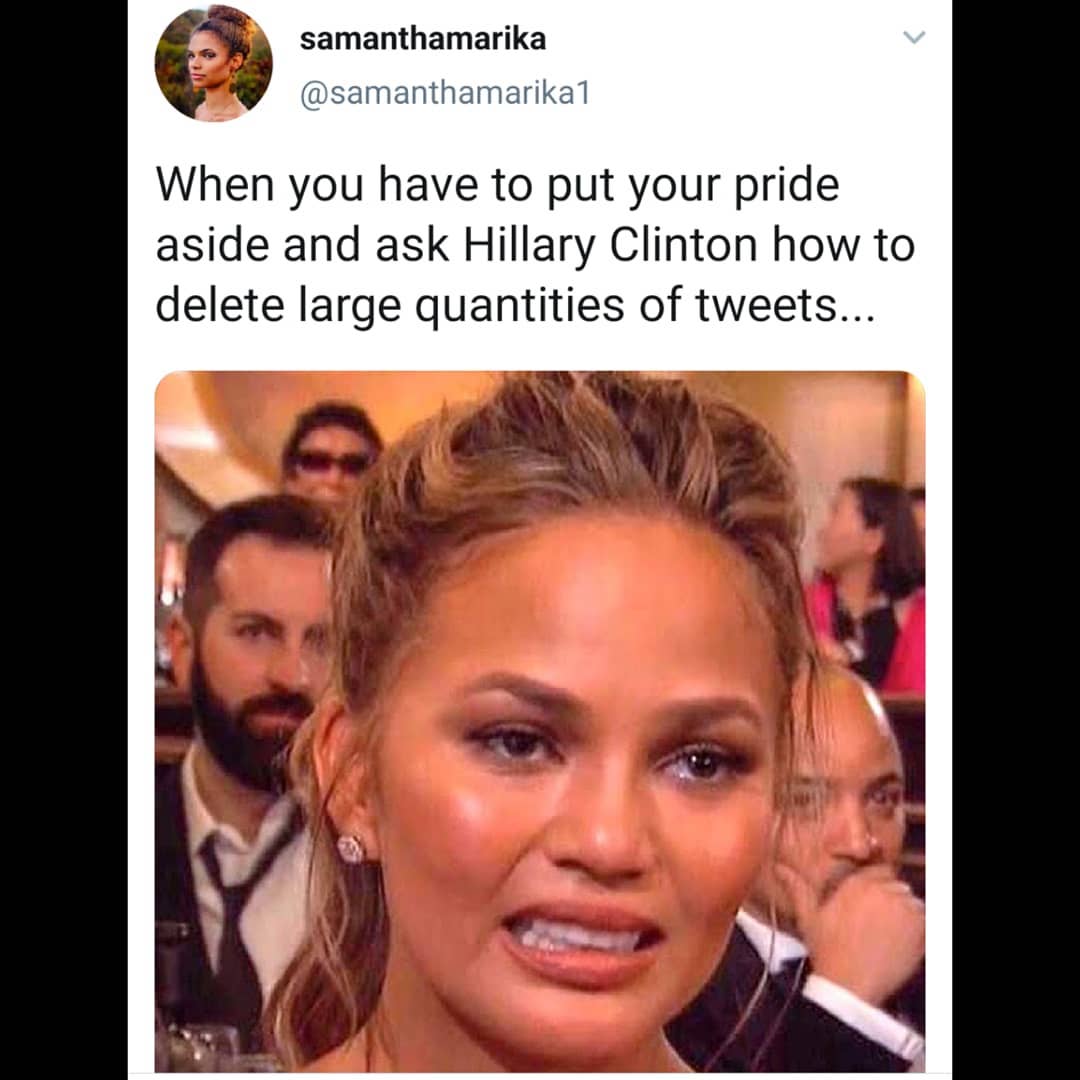 samanthamarika
@samanthamarika1
When you have to put your pride
aside and ask Hillary Clinton how to
delete large quantities of tweets...